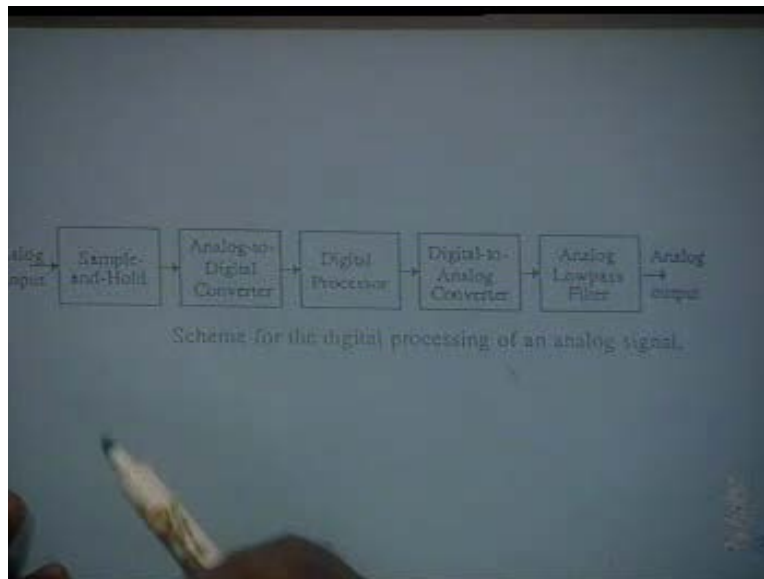 Analog
Sample-
and-Hold
Analog-to-
Digital
Converter
Digital
Processor
Digital-to-
Analog
Converter
Analog
Lowpass
Filter
Analog
output
Scheme for the digital processing of an analog signal.